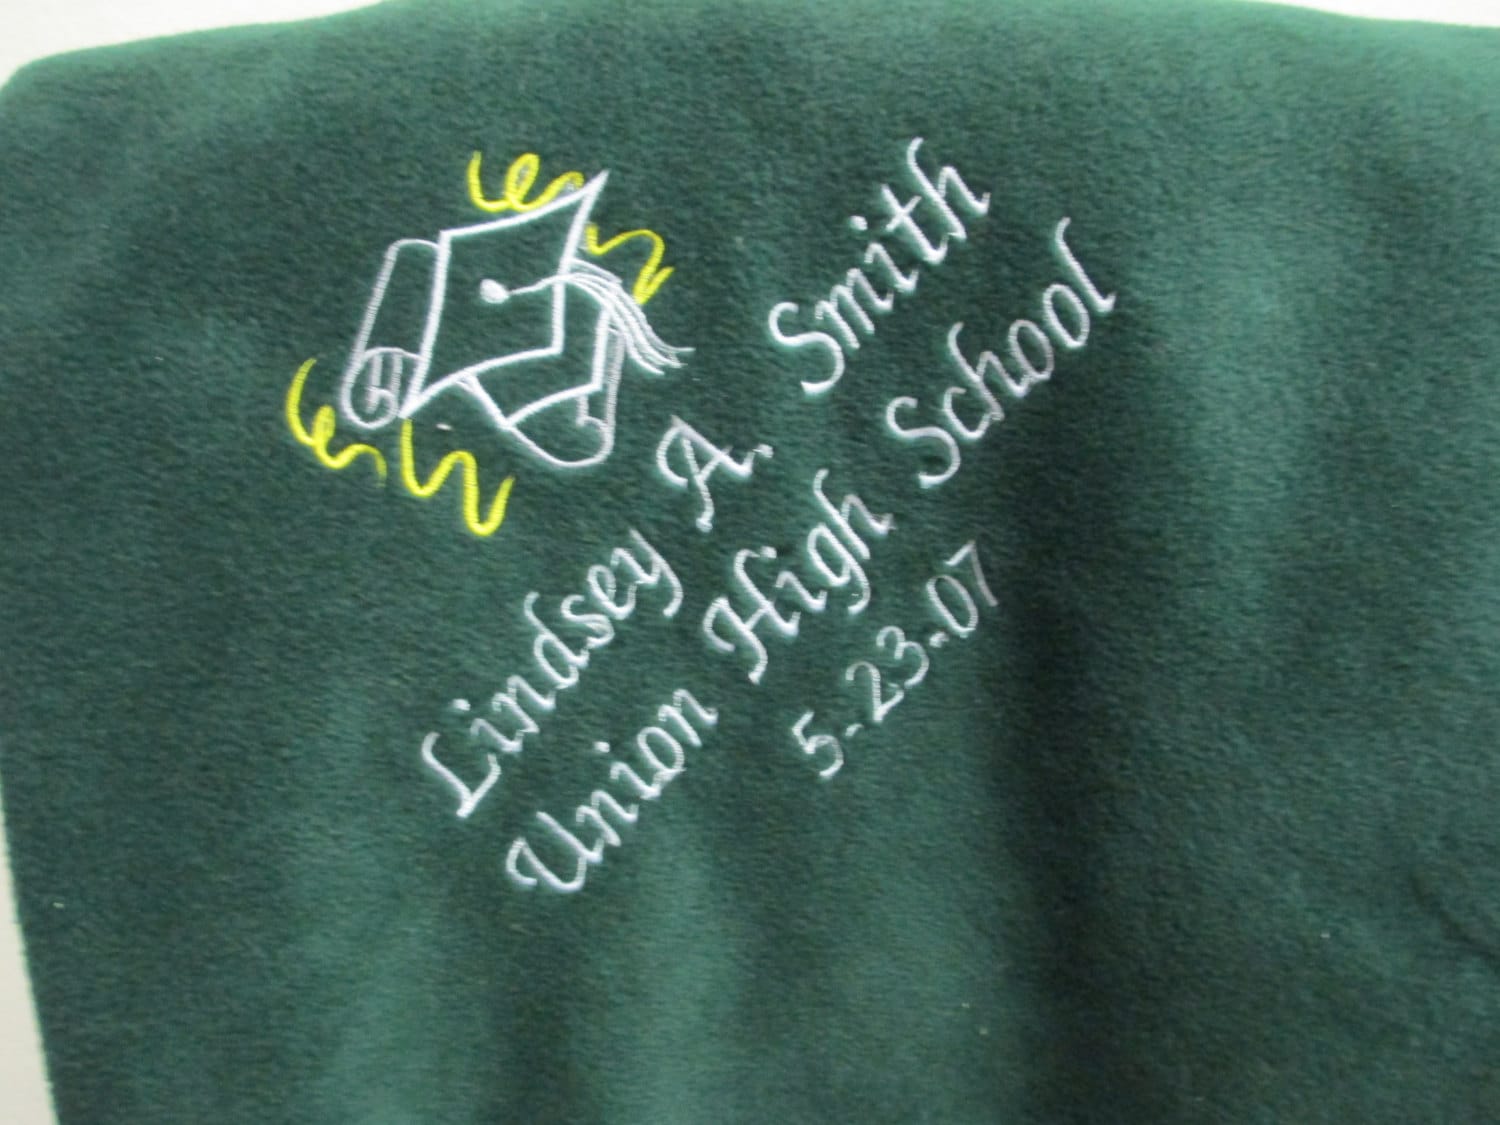 Lindsey A. Smith
Union High School
5-23-07